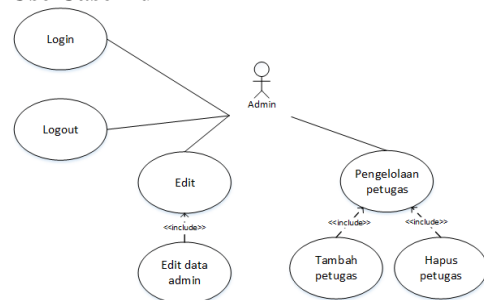 Login
Admin
Logout
Edit
Pengelolaan
petugas
<<include>>
<<include>>
<<include>>
Edit data
admin
Tambah
petugas
Hapus
petugas